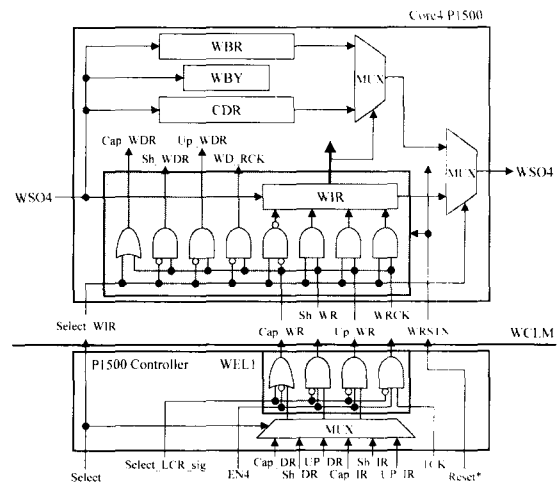 Core4 P1500
WBR
WBY
CDR
MUX
Cap_WDR
Up_WDR
Sh_WDR
WD_RCK
MUX
WSO4
WIR
WSO4
Select_WIR
Sh_WR
WRCK
Cap_WR
Up_WR
WRSTN
WCLM
P1500 Controller
WEL1
MUX
Select_LCR_sig
EN4
Cap_DR
UP_DR
Sh_IR
TCK
Select
Sh_DR
Cap_IR
UP_IR
Reset*